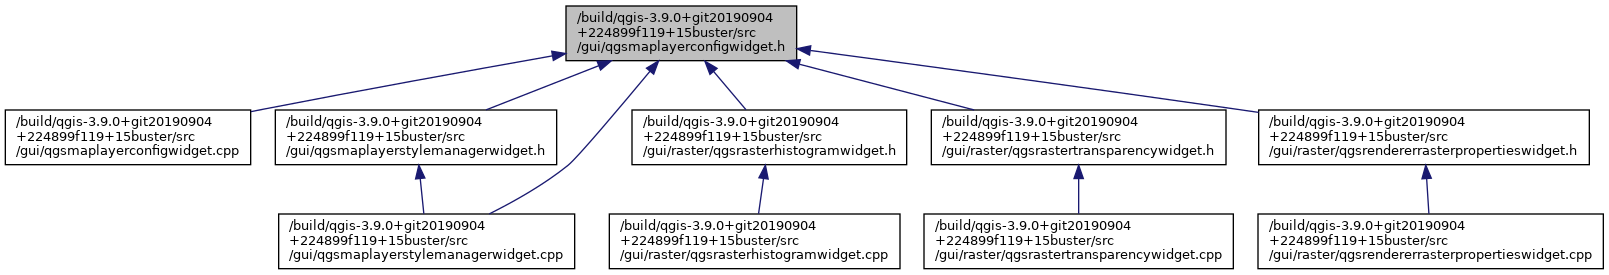 /build/qgis-3.9.0+git20190904
+224899f119+15buster/src
/gui/qgsmaplayerconfigwidget.h
/build/qgis-3.9.0+git20190904
+224899f119+15buster/src
/gui/qgsmaplayerconfigwidget.cpp
/build/qgis-3.9.0+git20190904
+224899f119+15buster/src
/gui/qgsmaplayerstylemanagerwidget.h
/build/qgis-3.9.0+git20190904
+224899f119+15buster/src
/gui/raster/qgsrasterhistogramwidget.h
/build/qgis-3.9.0+git20190904
+224899f119+15buster/src
/gui/raster/qgsrastertransparencywidget.h
/build/qgis-3.9.0+git20190904
+224899f119+15buster/src
/gui/raster/qgsrendererrasterpropertieswidget.h
/build/qgis-3.9.0+git20190904
+224899f119+15buster/src
/gui/qgsmaplayerstylemanagerwidget.cpp
/build/qgis-3.9.0+git20190904
+224899f119+15buster/src
/gui/raster/qgsrasterhistogramwidget.cpp
/build/qgis-3.9.0+git20190904
+224899f119+15buster/src
/gui/raster/qgsrastertransparencywidget.cpp
/build/qgis-3.9.0+git20190904
+224899f119+15buster/src
/gui/raster/qgsrendererrasterpropertieswidget.cpp